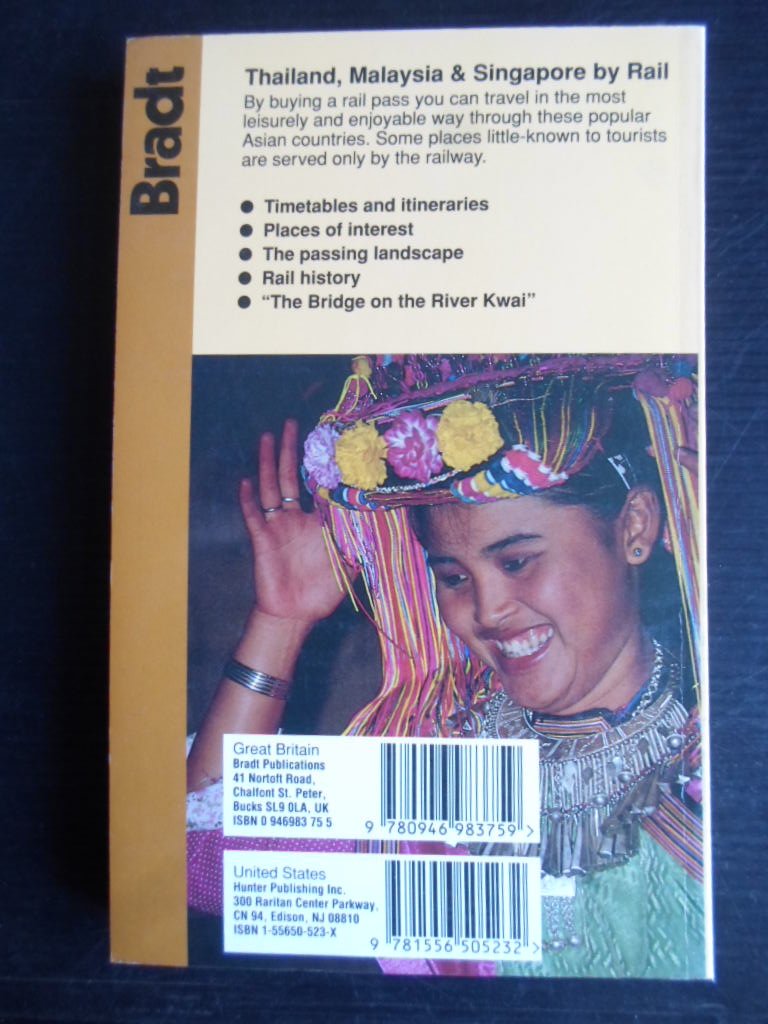 Bradt
Thailand, Malaysia & Singapore by Rail
By buying a rail pass you can travel in the most
leisurely and enjoyable way through these popular
Asian countries. Some places little-known to tourists
are served only by the railway.
● Timetables and itineraries
● Places of interest
● The passing landscape
● Rail history
● “The Bridge on the River Kwai”
Great Britain
Bradt Publications
41 Nortoft Road,
Chalfont St. Peter,
Bucks SL9 0LA, UK
ISBN 0 946983 75 5
9 780946 983759 >
United States
Hunter Publishing Inc.
300 Raritan Center Parkway,
CN 94, Edison, NJ 08810
ISBN 1-55650-523-X
9 781556 505232 >